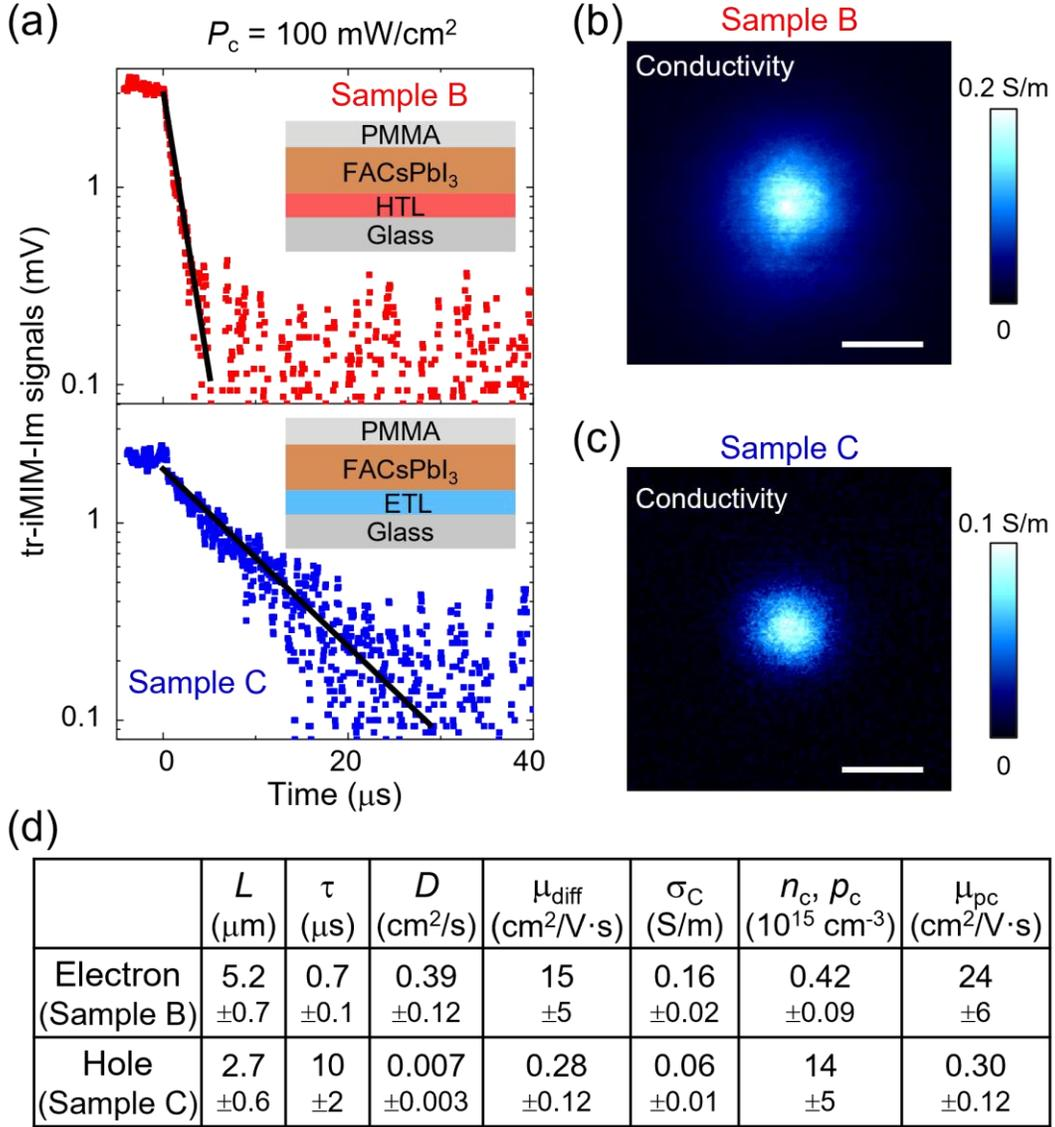 (a)
P_c = 100 mW/cm²
tr-iMIM-Im signals (mV)
Sample B
PMMA
FACsPbI₃
HTL
Glass
1
0.1
PMMA
FACsPbI₃
ETL
Glass
1
Sample C
0.1
0 20 40
Time (μs)
(b)
Sample B
Conductivity
0.2 S/m
0
(c)
Sample C
Conductivity
0.1 S/m
0
(d)
L τ D μ_diff σ_C n_c, p_c μ_pc
(μm) (μs) (cm²/s) (cm²/V·s) (S/m) (10¹⁵ cm⁻³) (cm²/V·s)
Electron 5.2 0.7 0.39 15 0.16 0.42 24
(Sample B) ±0.7 ±0.1 ±0.12 ±5 ±0.02 ±0.09 ±6
Hole 2.7 10 0.007 0.28 0.06 14 0.30
(Sample C) ±0.6 ±2 ±0.003 ±0.12 ±0.01 ±5 ±0.12